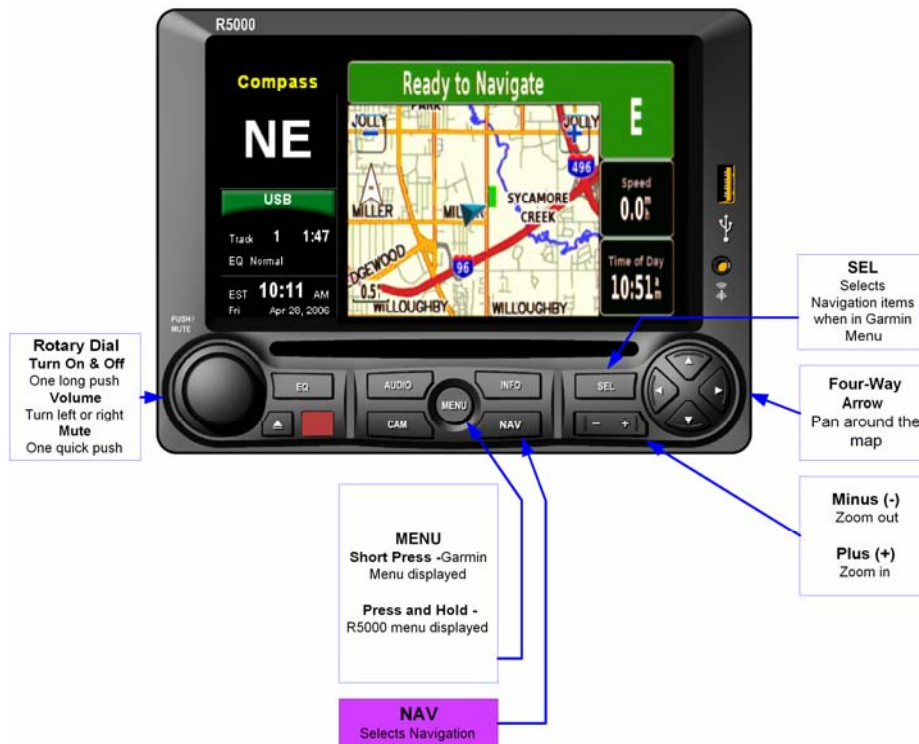 R5000
Compass
NE
USB
Track 1 1:47
EQ Normal
EST 10:11 AM
Fri Apr 28, 2006
Ready to Navigate
E
PARK
JOLLY
JOLLY
−
+
496
MILLER
MILLER
SYCAMORE
CREEK
EDGEWOOD
96
0.5
WILLOUGHBY
WILLOUGHBY
Speed
0.0 m h
Time of Day
10:51 a m
PUSH/
MUTE
EQ
AUDIO
CAM
MENU
INFO
NAV
SEL
− +
Rotary Dial
Turn On & Off
One long push
Volume
Turn left or right
Mute
One quick push
SEL
Selects
Navigation items
when in Garmin
Menu
Four-Way
Arrow
Pan around the
map
Minus (-)
Zoom out
Plus (+)
Zoom in
MENU
Short Press -Garmin
Menu displayed
Press and Hold -
R5000 menu displayed
NAV
Selects Navigation